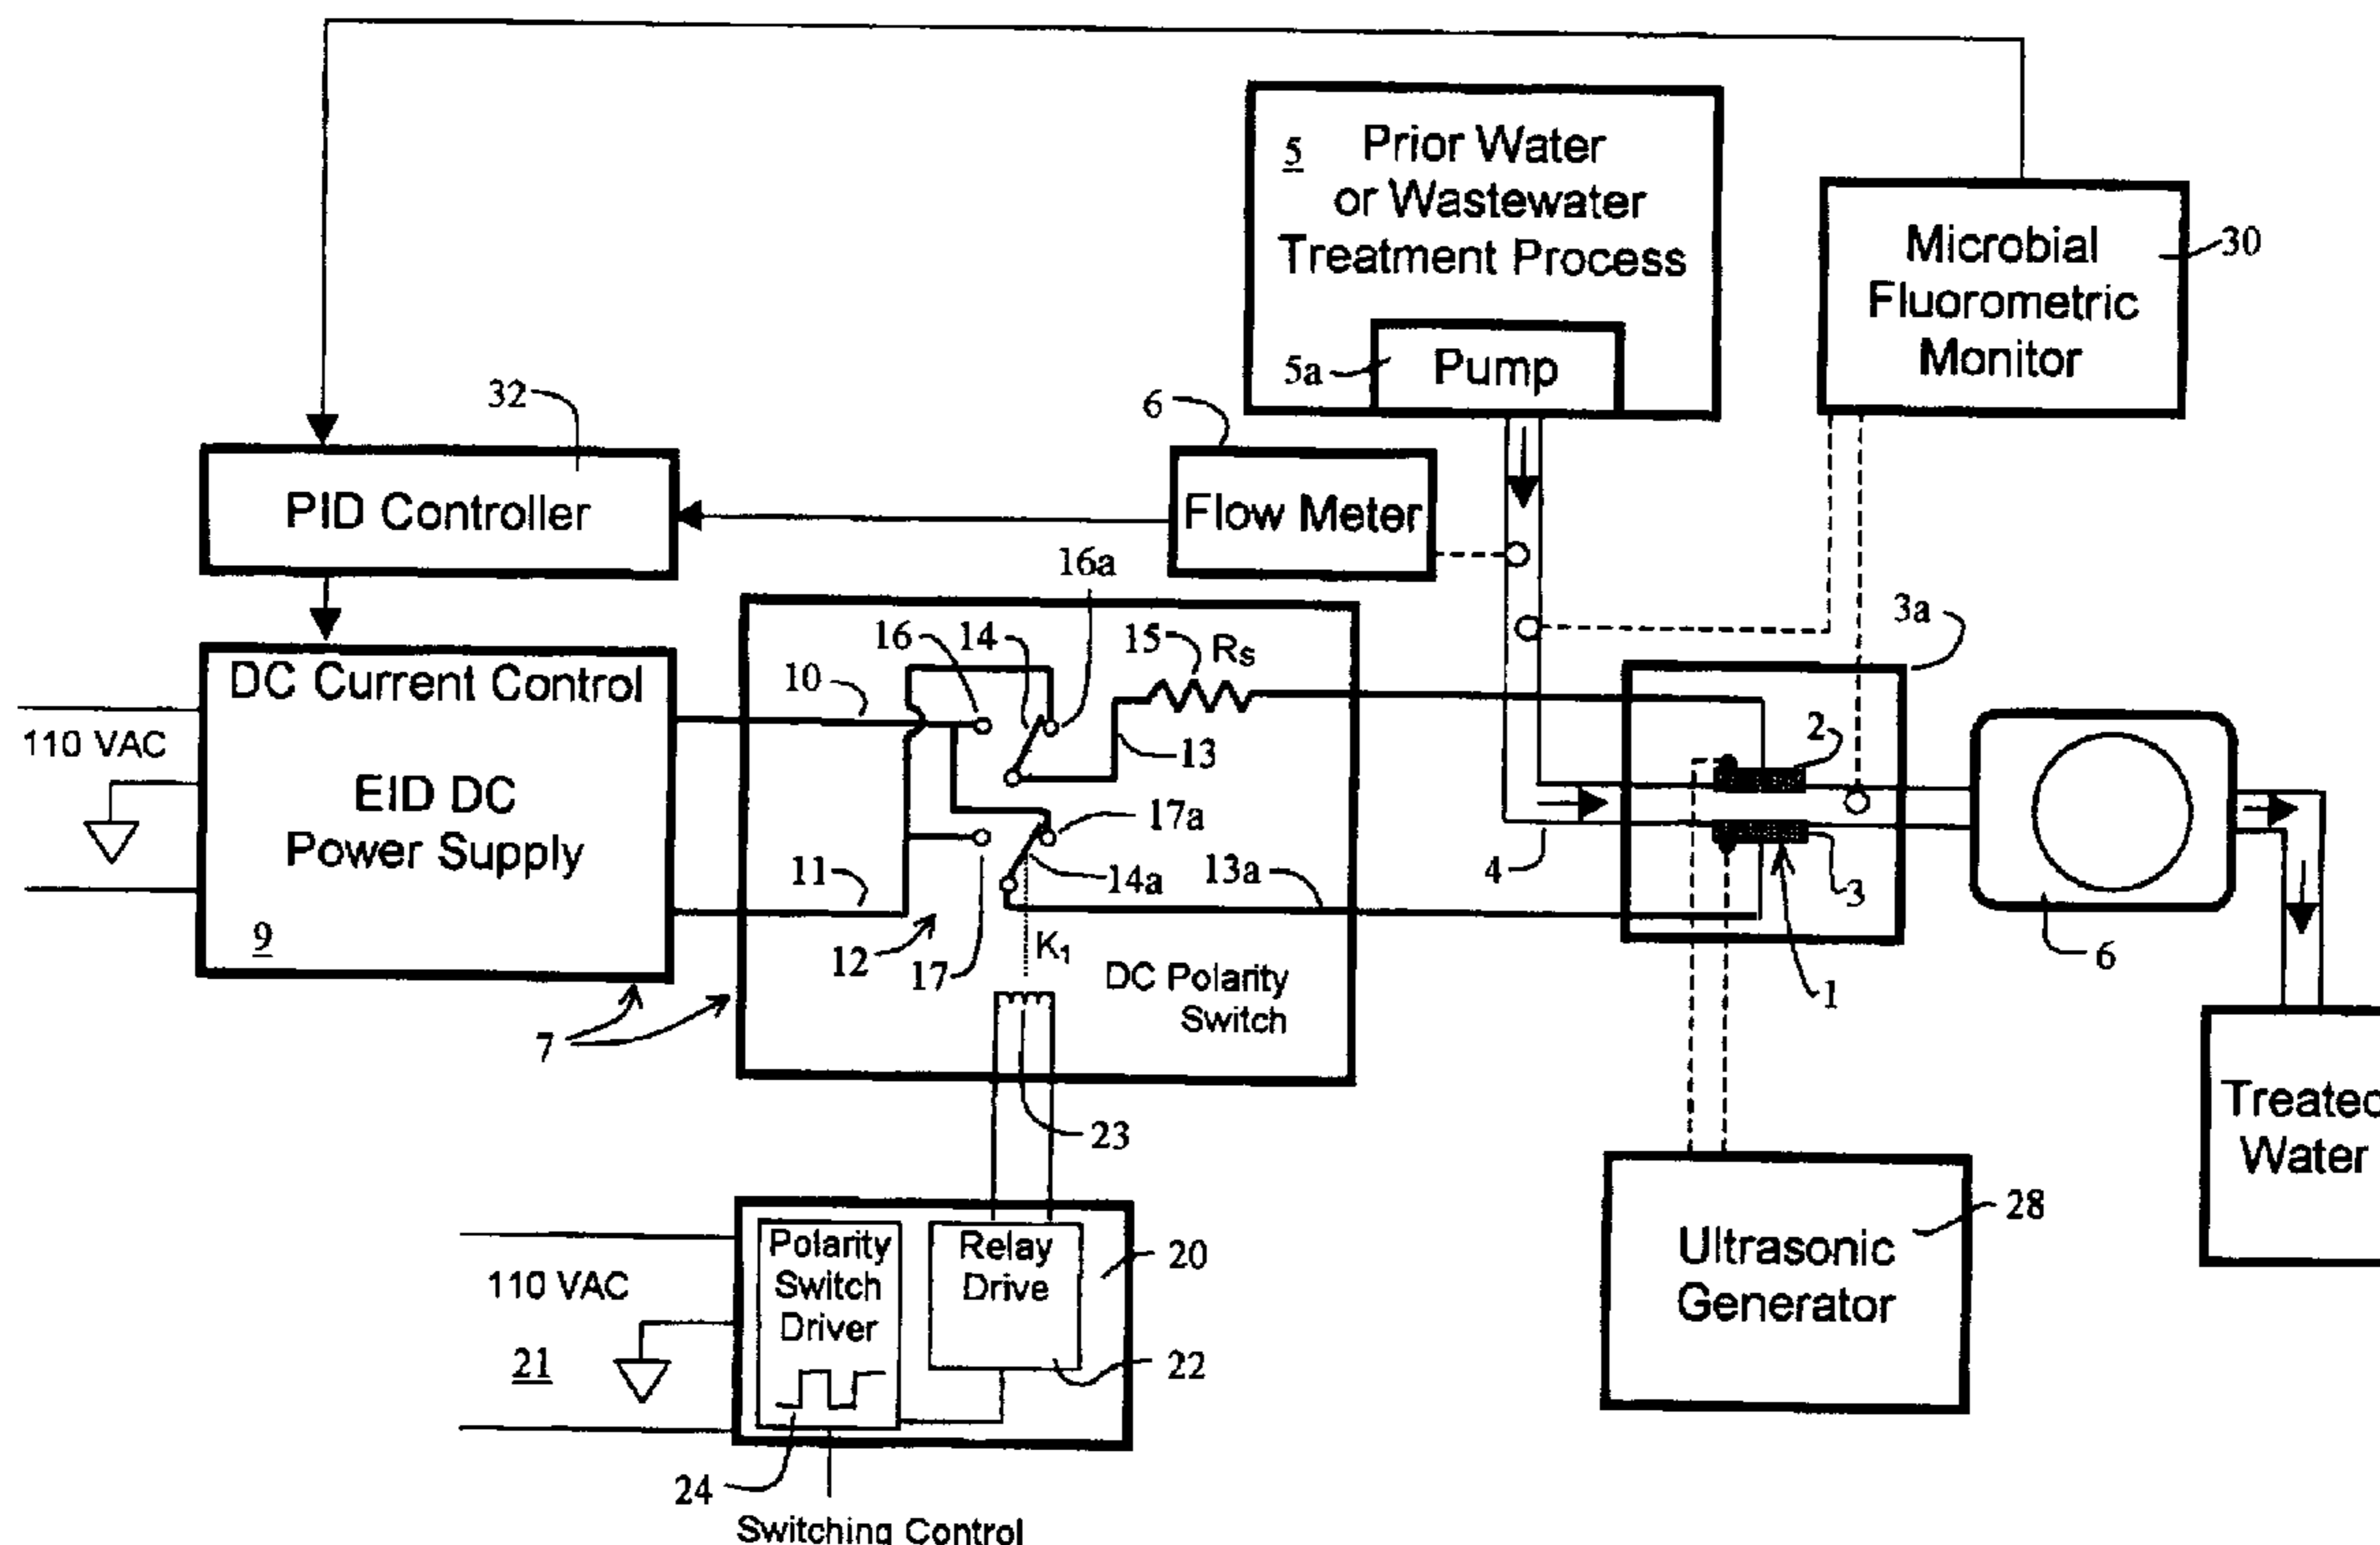 5
Prior Water
or Wastewater
Treatment Process
5a
Pump
Microbial
Fluorometric
Monitor
30
32
PID Controller
6
Flow Meter
DC Current Control
EID DC
Power Supply
9
110 VAC
7
10
11
12
16
14
16a
15
Rs
13
17a
14a
13a
17
K1
DC Polarity
Switch
23
3a
2
3
4
1
6
Water
Ultrasonic
Generator
28
110 VAC
21
Polarity
Switch
Driver
Relay
Drive
20
22
24
Switching Control